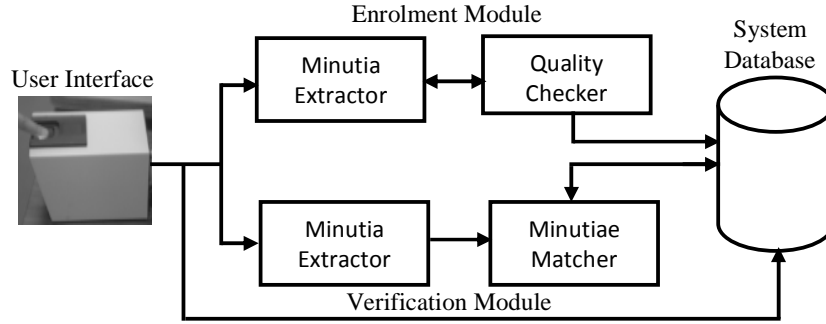 Enrolment Module
System
Database
User Interface
Minutia
Extractor
Quality
Checker
Minutia
Extractor
Minutiae
Matcher
Verification Module